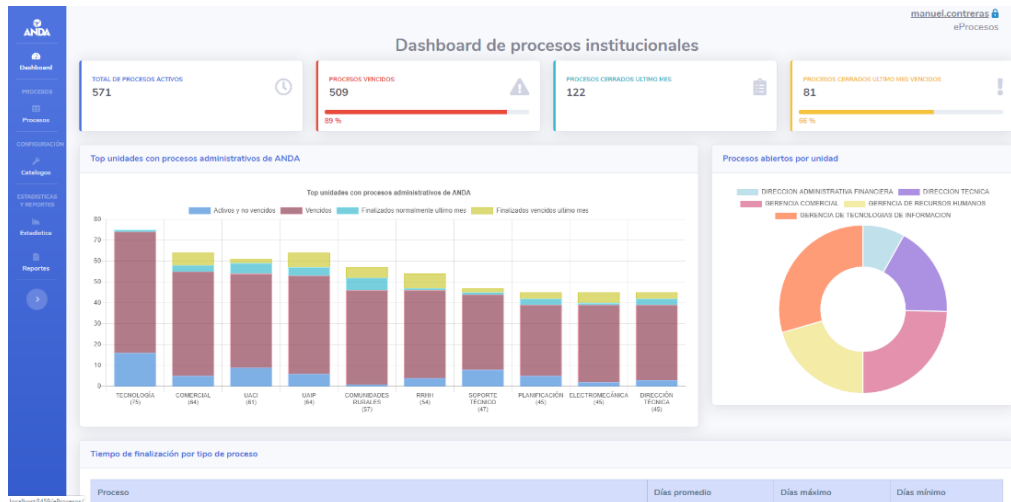 manuel.contreras
eProcesos
ANDA
Dashboard de procesos institucionales
Dashboard
PROCESOS
Procesos
CONFIGURACIÓN
Catalogos
ESTADISTICAS
Y REPORTES
Estadistica
Reportes
TOTAL DE PROCESOS ACTIVOS
571
PROCESOS VENCIDOS
509
89 %
PROCESOS CERRADOS ULTIMO MES
122
PROCESOS CERRADOS ULTIMO MES VENCIDOS
81
66 %
Top unidades con procesos administrativos de ANDA
Top unidades con procesos administrativos de ANDA
Activos y no vencidos Vencidos Finalizados normalmente ultimo mes Finalizados vencidos ultimo mes
80
70
60
50
40
30
20
10
0
TECNOLOGÍA
(75)
COMERCIAL
(64)
UACI
(61)
UAIP
(64)
COMUNIDADES
RURALES
(57)
RRHH
(54)
SOPORTE
TÉCNICO
(47)
PLANIFICACIÓN
(45)
ELECTROMECÁNICA
(45)
DIRECCIÓN
TÉCNICA
(45)
Procesos abiertos por unidad
DIRECCION ADMINISTRATIVA FINANCIERA DIRECCION TECNICA
GERENCIA COMERCIAL GERENCIA DE RECURSOS HUMANOS
GERENCIA DE TECNOLOGIAS DE INFORMACION
Tiempo de finalización por tipo de proceso
Proceso Días promedio Días máximo Días mínimo